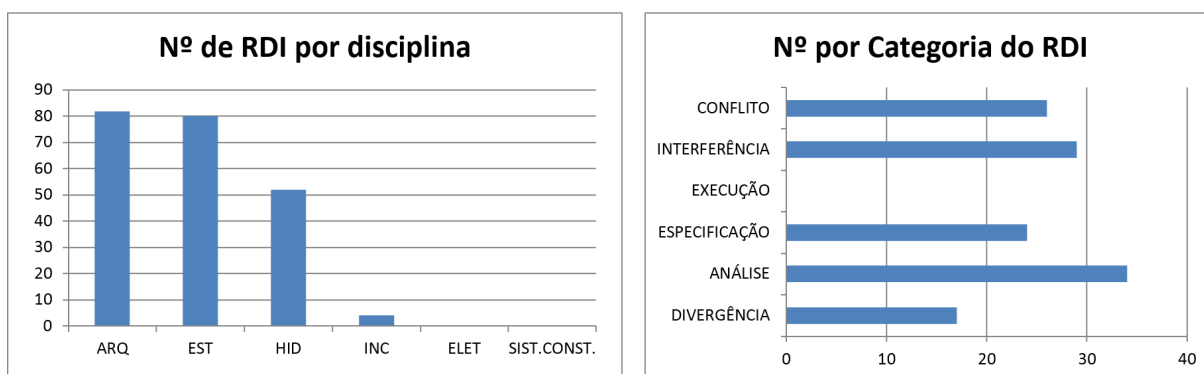 Nº de RDI por disciplina
90
80
70
60
50
40
30
20
10
0
ARQ EST HID INC ELET SIST.CONST.
Nº por Categoria do RDI
CONFLITO
INTERFERÊNCIA
EXECUÇÃO
ESPECIFICAÇÃO
ANÁLISE
DIVERGÊNCIA
0 10 20 30 40